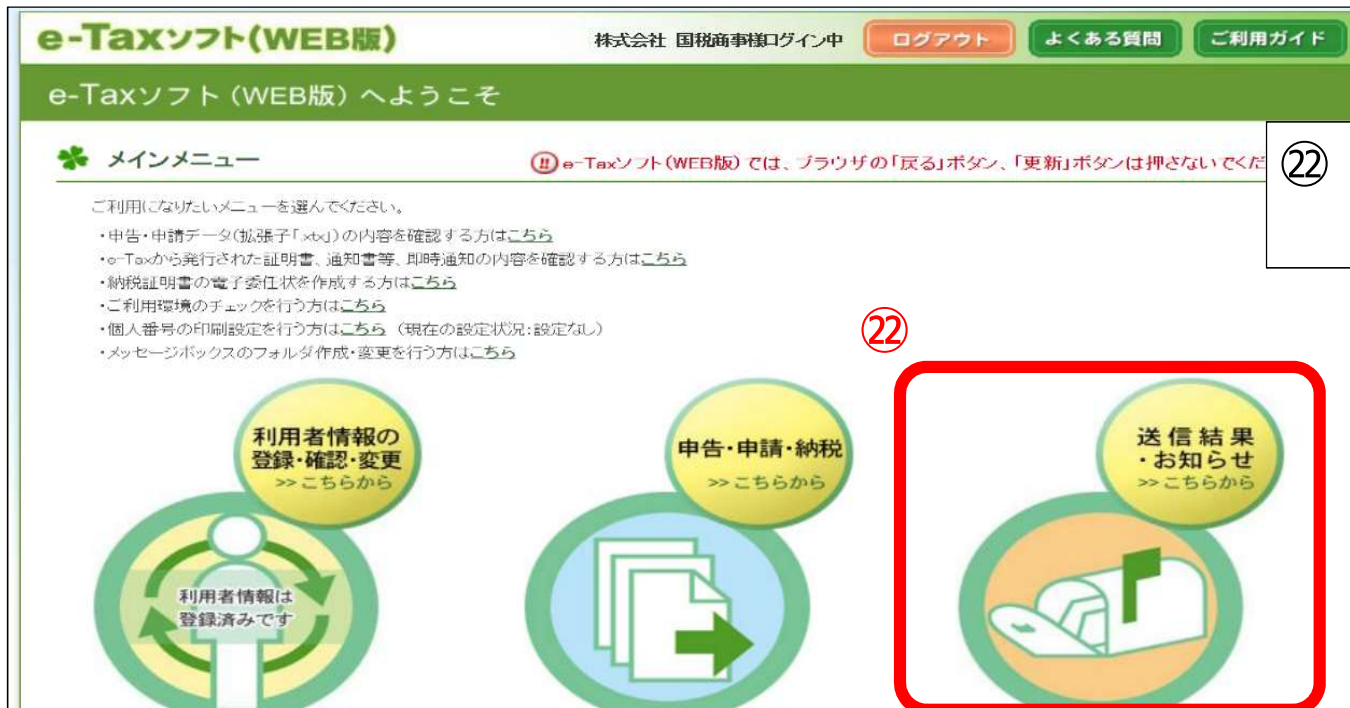 e-Taxソフト(WEB版)
株式会社 国税商事様ログイン中 ログアウト よくある質問 ご利用ガイド
e-Taxソフト(WEB版)へようこそ
メインメニュー
e-Taxソフト(WEB版)では、ブラウザの「戻る」ボタン、「更新」ボタンは押さないでくだ
㉒
ご利用になりたいメニューを選んでください。
・申告・申請データ(拡張子「.xtx」)の内容を確認する方はこちら
・e-Taxから発行された証明書、通知書等、即時通知の内容を確認する方はこちら
・納税証明書の電子委任状を作成する方はこちら
・ご利用環境のチェックを行う方はこちら
・個人番号の印刷設定を行う方はこちら (現在の設定状況:設定なし)
・メッセージボックスのフォルダ作成・変更を行う方はこちら
㉒
利用者情報の
登録・確認・変更
>> こちらから
利用者情報は
登録済みです
申告・申請・納税
>> こちらから
送信結果
・お知らせ
>> こちらから